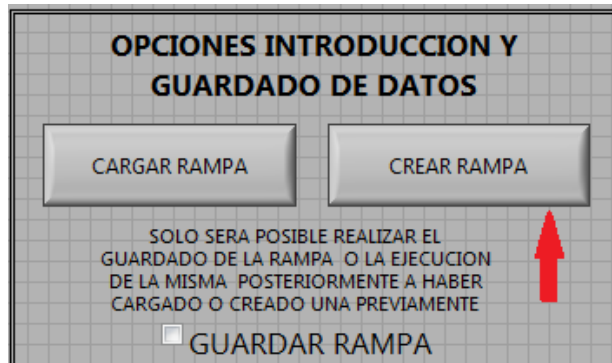 OPCIONES INTRODUCCION Y
GUARDADO DE DATOS
CARGAR RAMPA
CREAR RAMPA
SOLO SERA POSIBLE REALIZAR EL
GUARDADO DE LA RAMPA O LA EJECUCION
DE LA MISMA POSTERIORMENTE A HABER
CARGADO O CREADO UNA PREVIAMENTE
GUARDAR RAMPA